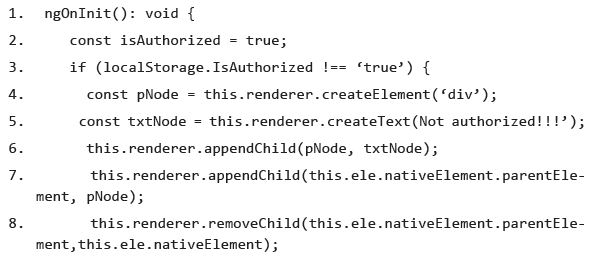 1. ngOnInit(): void {
2. const isAuthorized = true;
3. if (localStorage.IsAuthorized !== ‘true’) {
4. const pNode = this.renderer.createElement(‘div’);
5. const txtNode = this.renderer.createText(Not authorized!!!’);
6. this.renderer.appendChild(pNode, txtNode);
7. this.renderer.appendChild(this.ele.nativeElement.parentEle-
ment, pNode);
8. this.renderer.removeChild(this.ele.nativeElement.parentEle-
ment,this.ele.nativeElement);